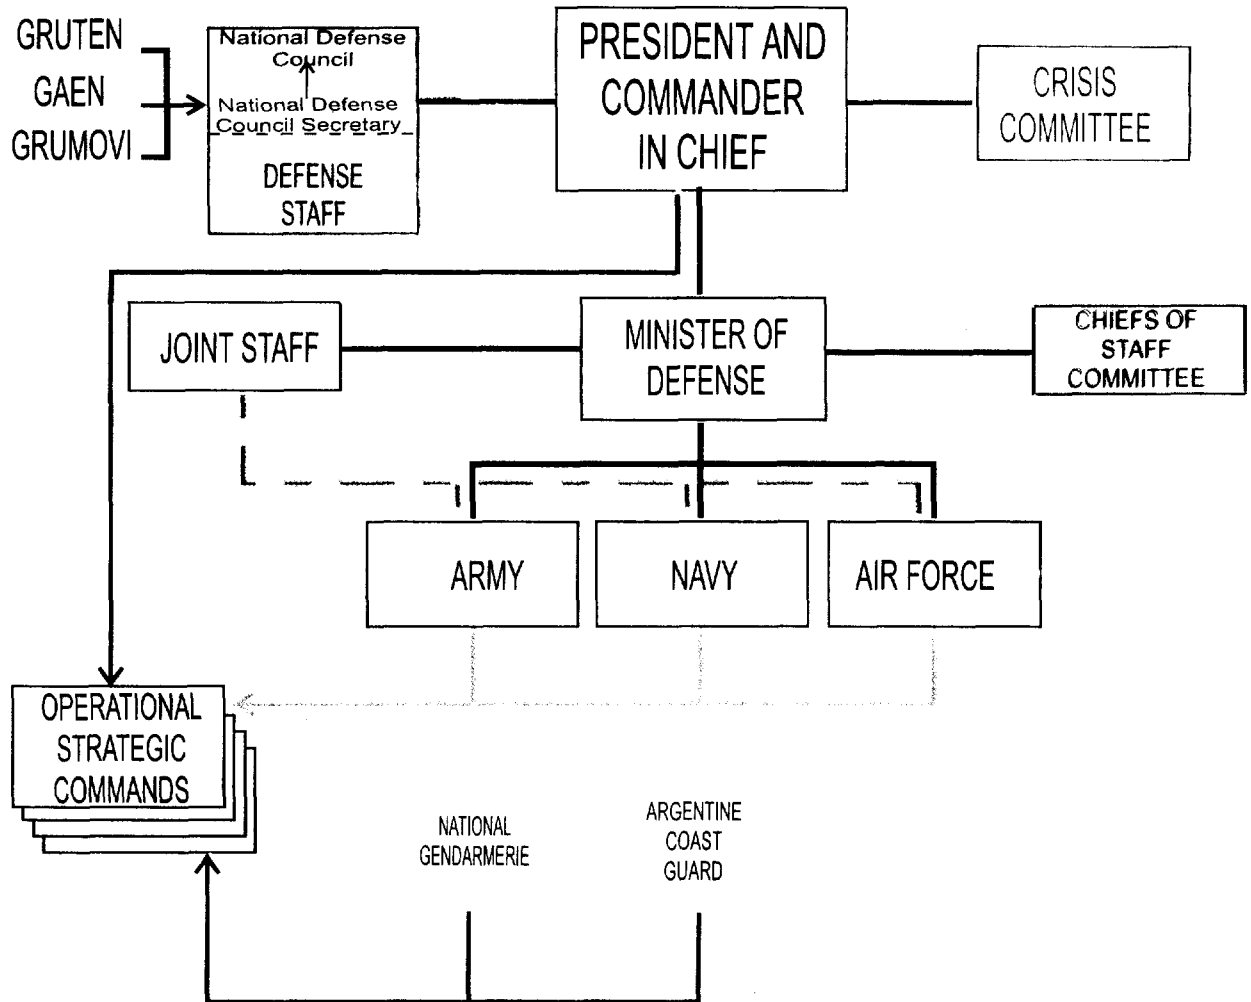 GRUTEN
GAEN
GRUMOVI
National Defense
Council
National Defense
Council Secretary
DEFENSE
STAFF
PRESIDENT AND
COMMANDER
IN CHIEF
CRISIS
COMMITTEE
JOINT STAFF
MINISTER OF
DEFENSE
CHIEFS OF
STAFF
COMMITTEE
ARMY
NAVY
AIR FORCE
OPERATIONAL
STRATEGIC
COMMANDS
NATIONAL
GENDARMERIE
ARGENTINE
COAST
GUARD